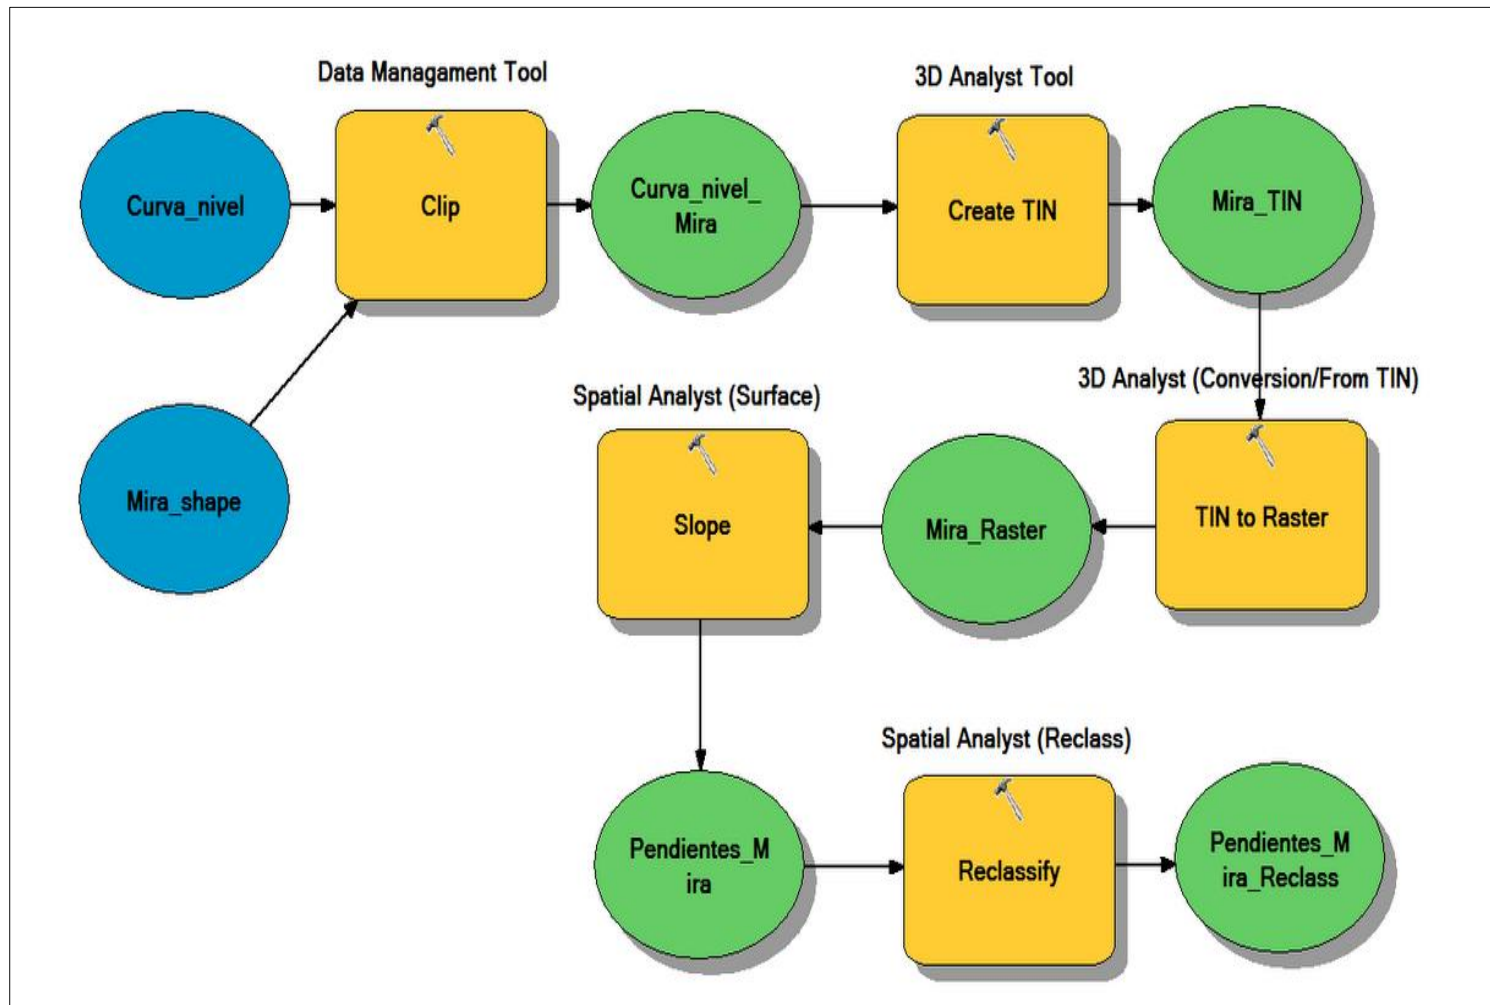 Data Managament Tool
3D Analyst Tool
Curva_nivel
Clip
Curva_nivel_
Mira
Create TIN
Mira_TIN
Mira_shape
Spatial Analyst (Surface)
3D Analyst (Conversion/From TIN)
Slope
Mira_Raster
TIN to Raster
Spatial Analyst (Reclass)
Pendientes_M
ira
Reclassify
Pendientes_M
ira_Reclass